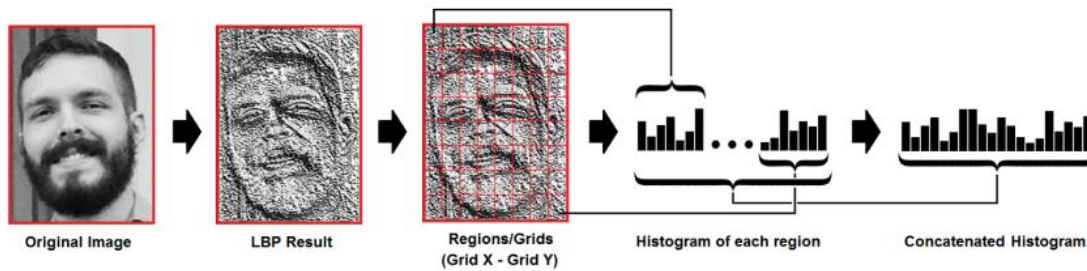 Original Image
LBP Result
Regions/Grids
(Grid X - Grid Y)
Histogram of each region
Concatenated Histogram